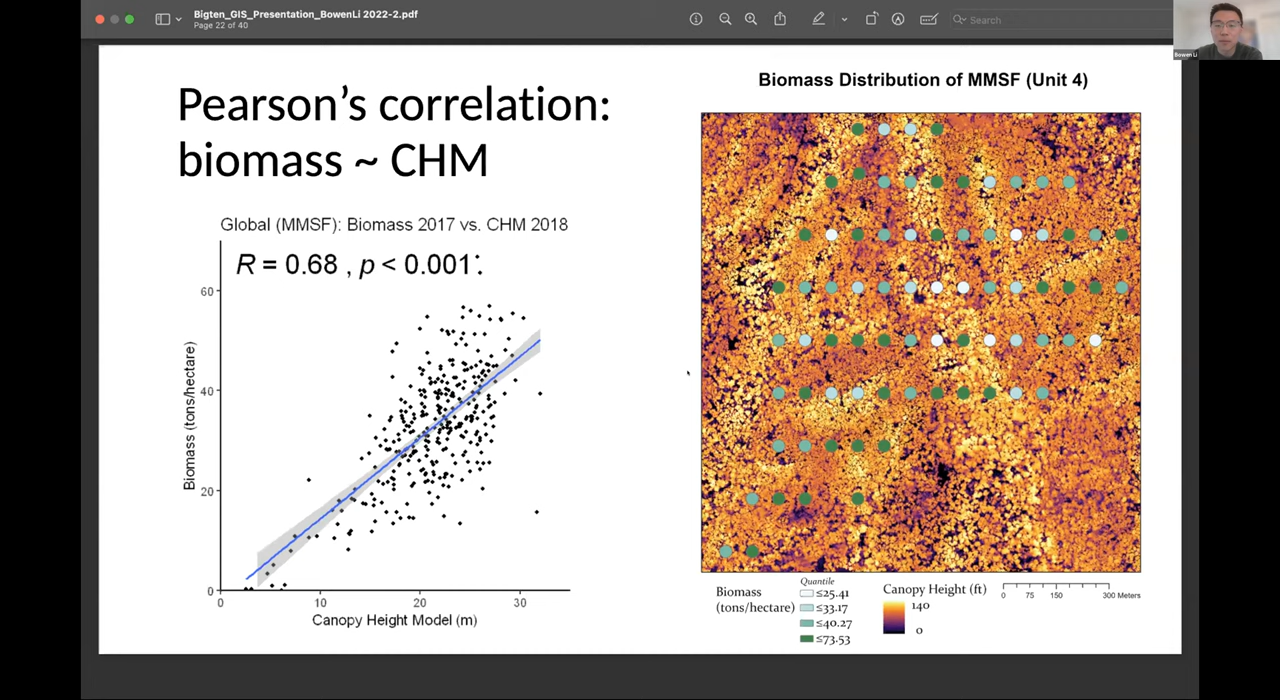 Bigten_GIS_Presentation_BowenLi 2022-2.pdf
Page 22 of 40
Search
Bowen Li
Pearson's correlation:
biomass ~ CHM
Global (MMSF): Biomass 2017 vs. CHM 2018
R = 0.68 , p < 0.001
60
40
20
0
Biomass (tons/hectare)
0 10 20 30
Canopy Height Model (m)
Biomass Distribution of MMSF (Unit 4)
Biomass
(tons/hectare)
Quantile
≤25.41
≤33.17
≤40.27
≤73.53
Canopy Height (ft)
140
0
0 75 150 300 Meters